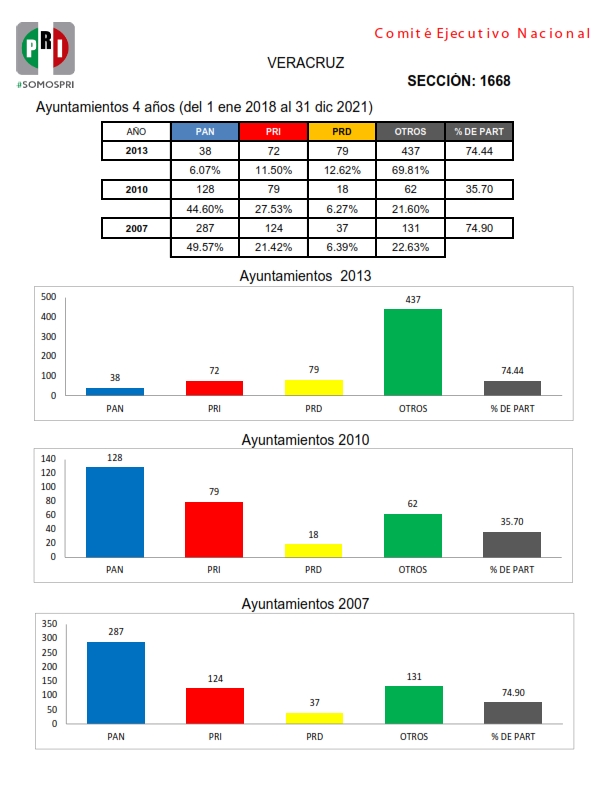 Comité Ejecutivo Nacional
PRI
#SOMOSPRI
VERACRUZ
SECCIÓN: 1668
Ayuntamientos 4 años (del 1 ene 2018 al 31 dic 2021)
AÑO PAN PRI PRD OTROS % DE PART
2013 38 72 79 437 74.44
6.07% 11.50% 12.62% 69.81%
2010 128 79 18 62 35.70
44.60% 27.53% 6.27% 21.60%
2007 287 124 37 131 74.90
49.57% 21.42% 6.39% 22.63%
Ayuntamientos 2013
500
400
300
200
100
0
38 72 79 437 74.44
PAN PRI PRD OTROS % DE PART
Ayuntamientos 2010
140
120
100
80
60
40
20
0
128 79 18 62 35.70
PAN PRI PRD OTROS % DE PART
Ayuntamientos 2007
350
300
250
200
150
100
50
0
287 124 37 131 74.90
PAN PRI PRD OTROS % DE PART